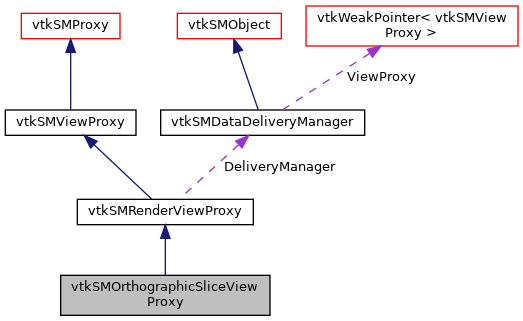 vtkSMProxy
vtkSMObject
vtkWeakPointer< vtkSMView
Proxy >
ViewProxy
vtkSMViewProxy
vtkSMDataDeliveryManager
DeliveryManager
vtkSMRenderViewProxy
vtkSMOrthographicSliceView
Proxy